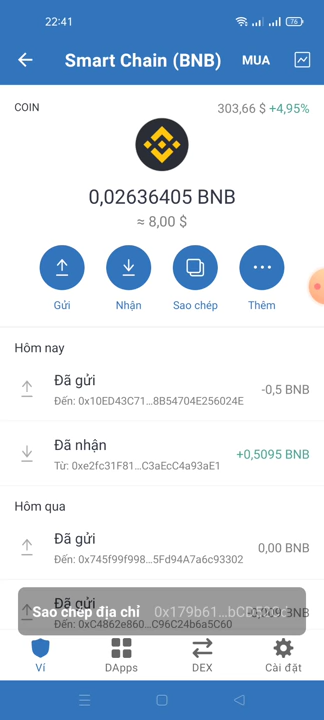 22:41
76
Smart Chain (BNB)
MUA
COIN
303,66 $ +4,95%
0,02636405 BNB
≈ 8,00 $
Gửi
Nhận
Sao chép
Thêm
Hôm nay
Đã gửi
-0,5 BNB
Đến: 0x10ED43C71...8B54704E256024E
Đã nhận
+0,5095 BNB
Từ: 0xe2fc31F81...C3aEcC4a93aE1
Hôm qua
Đã gửi
0,00 BNB
Đến: 0x745f99f998...5Fd94A7a6c93302
Đã gửi
Sao chép địa chỉ
Đến: 0xC4862e860...C96C24b6a5C60
Ví
DApps
DEX
Cài đặt